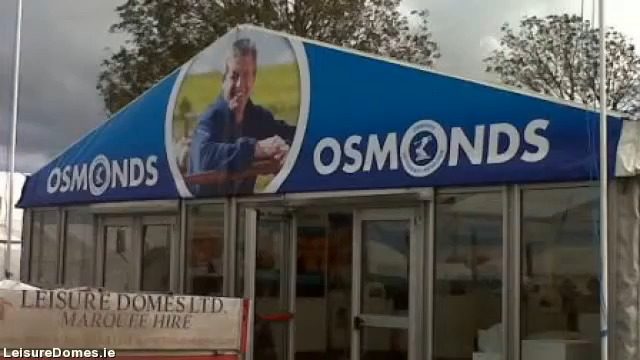 OSMONDS
OSMONDS
LEISURE DOMES LTD.
MARQUEE HIRE
LeisureDomes.ie